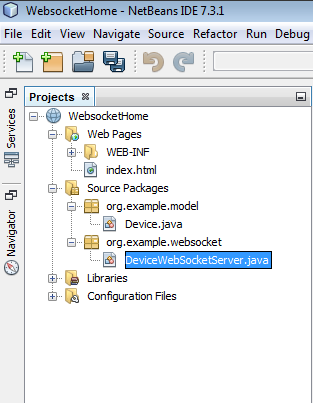 WebsocketHome - NetBeans IDE 7.3.1
File Edit View Navigate Source Refactor Run Debug
Projects
WebsocketHome
Web Pages
WEB-INF
index.html
Source Packages
org.example.model
Device.java
org.example.websocket
DeviceWebSocketServer.java
Libraries
Configuration Files
Services
Navigator